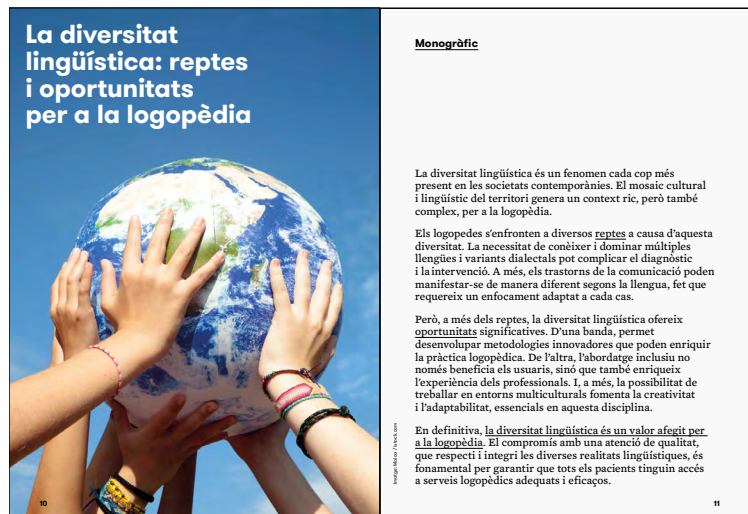 La diversitat
lingüística: reptes
i oportunitats
per a la logopèdia
10
Monogràfic
La diversitat lingüística és un fenomen cada cop més
present en les societats contemporànies. El mosaic cultural
i lingüístic del territori genera un context ric, però també
complex, per a la logopèdia.
Els logopedes s’enfronten a diversos reptes a causa d’aquesta
diversitat. La necessitat de conèixer i dominar múltiples
llengües i variants dialectals pot complicar el diagnòstic
i la intervenció. A més, els trastorns de la comunicació poden
manifestar-se de manera diferent segons la llengua, fet que
requereix un enfocament adaptat a cada cas.
Però, a més dels reptes, la diversitat lingüística ofereix
oportunitats significatives. D’una banda, permet
desenvolupar metodologies innovadores que poden enriquir
la pràctica logopèdica. De l’altra, l’abordatge inclusiu no
només beneficia els usuaris, sinó que també enriqueix
l’experiència dels professionals. I, a més, la possibilitat de
treballar en entorns multiculturals fomenta la creativitat
i l’adaptabilitat, essencials en aquesta disciplina.
En definitiva, la diversitat lingüística és un valor afegit per
a la logopèdia. El compromís amb una atenció de qualitat,
que respecti i integri les diverses realitats lingüístiques, és
fonamental per garantir que tots els pacients tinguin accés
a serveis logopèdics adequats i eficaços.
11